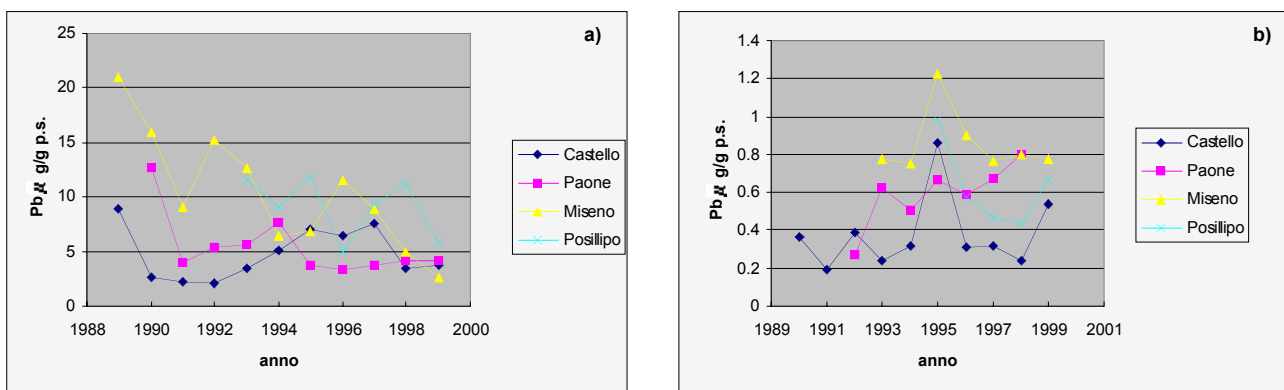 a)
25
20
15
10
5
0
Pb μ g/g p.s.
1988 1990 1992 1994 1996 1998 2000
anno
Castello
Paone
Miseno
Posillipo
b)
1.4
1.2
1
0.8
0.6
0.4
0.2
0
Pb μ g/g p.s.
1989 1991 1993 1995 1997 1999 2001
anno
Castello
Paone
Miseno
Posillipo